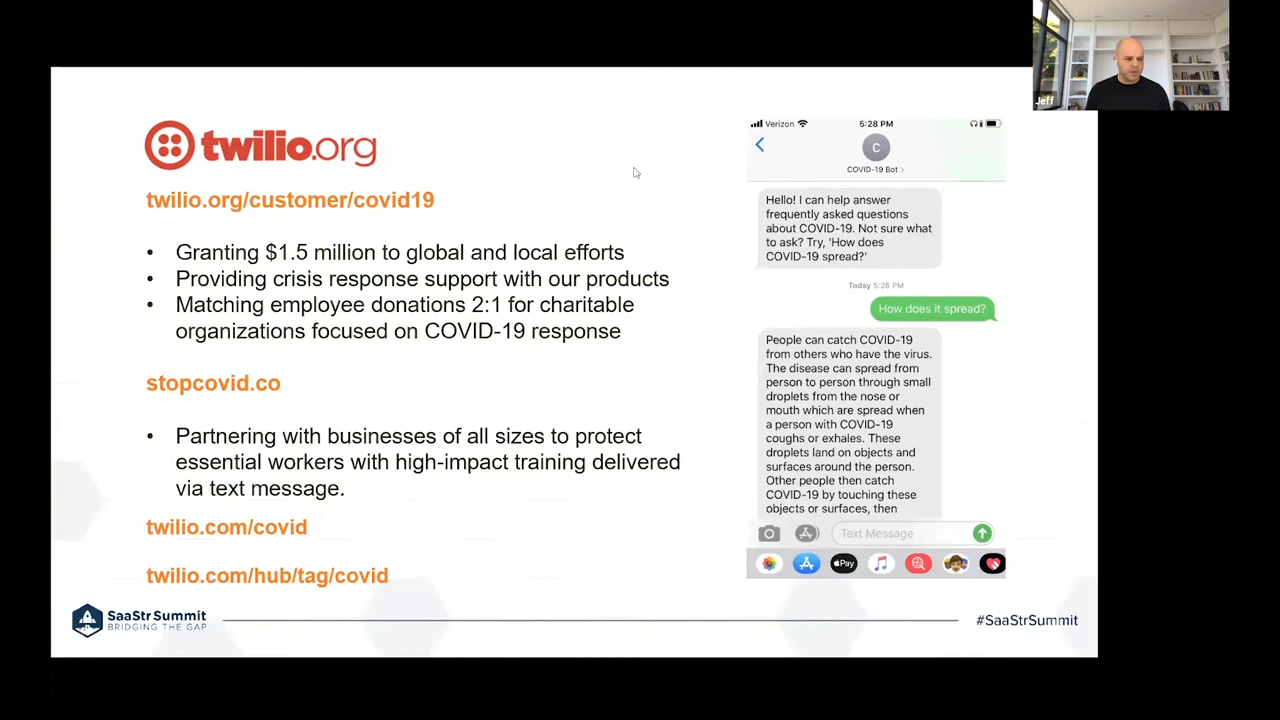 Jeff
twilio.org
twilio.org/customer/covid19
• Granting $1.5 million to global and local efforts
• Providing crisis response support with our products
• Matching employee donations 2:1 for charitable
organizations focused on COVID-19 response
stopcovid.co
• Partnering with businesses of all sizes to protect
essential workers with high-impact training delivered
via text message.
twilio.com/covid
twilio.com/hub/tag/covid
Verizon 5:28 PM
C
COVID-19 Bot
Hello! I can help answer
frequently asked questions
about COVID-19. Not sure what
to ask? Try, 'How does
COVID-19 spread?'
Today 5:26 PM
How does it spread?
People can catch COVID-19
from others who have the virus.
The disease can spread from
person to person through small
droplets from the nose or
mouth which are spread when
a person with COVID-19
coughs or exhales. These
droplets land on objects and
surfaces around the person.
Other people then catch
COVID-19 by touching these
objects or surfaces, then
Text Message
Pay
SaaStr Summit
BRIDGING THE GAP
#SaaStrSummit